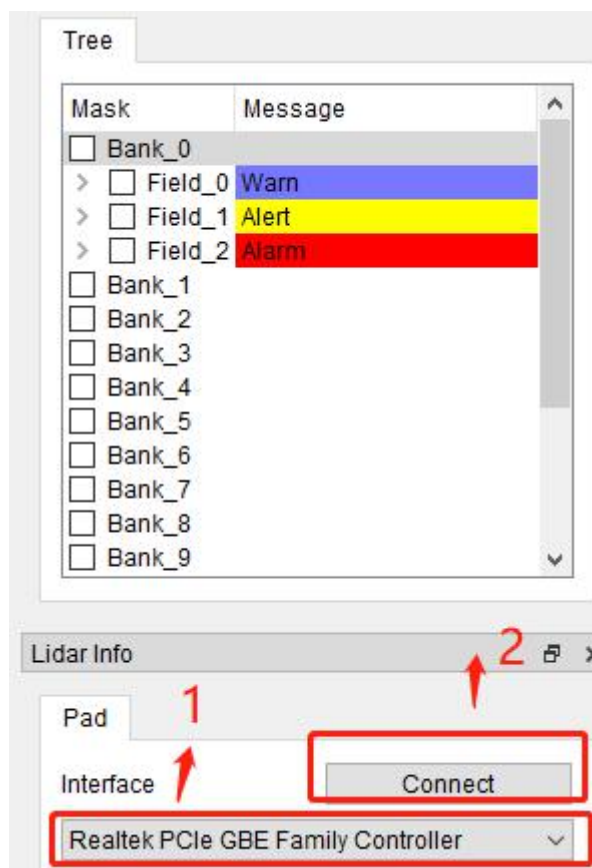 Tree
Mask Message
Bank_0
Field_0 Warn
Field_1 Alert
Field_2 Alarm
Bank_1
Bank_2
Bank_3
Bank_4
Bank_5
Bank_6
Bank_7
Bank_8
Bank_9
Lidar Info 2
Pad 1
Interface Connect
Realtek PCIe GBE Family Controller